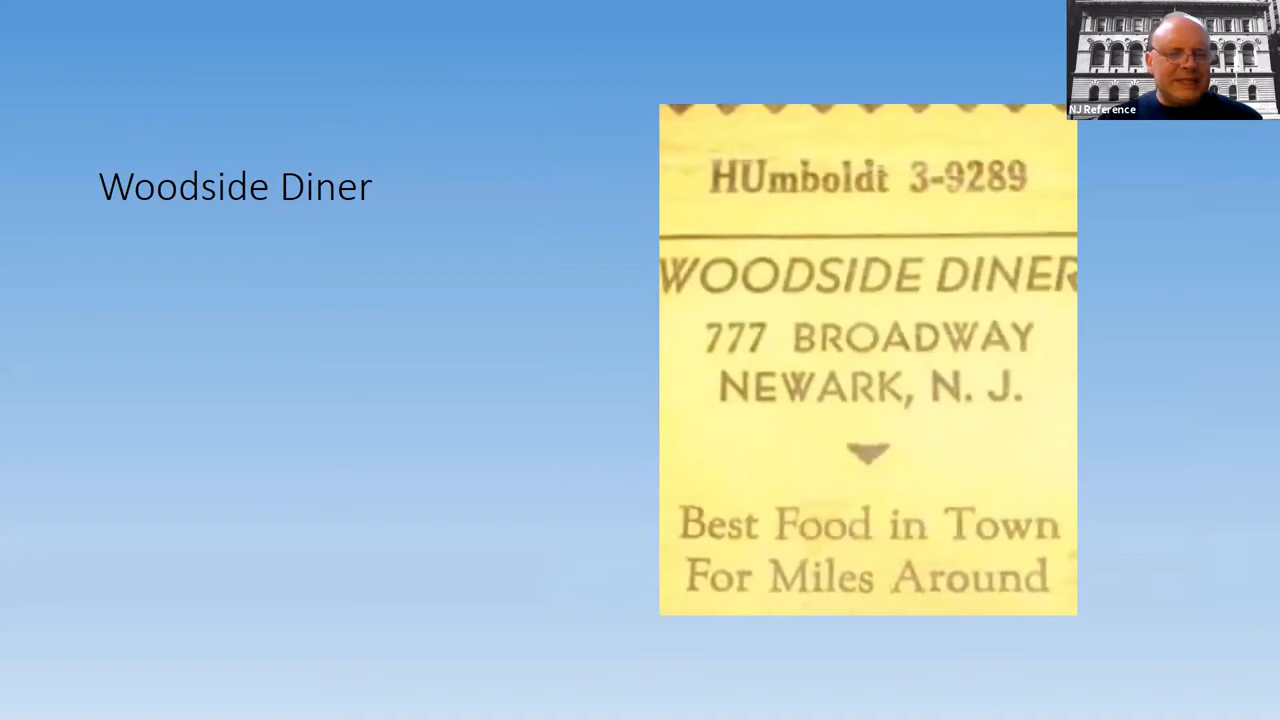 NJ Reference
Woodside Diner
HUmboldt 3-9289
WOODSIDE DINER
777 BROADWAY
NEWARK, N. J.
Best Food in Town
For Miles Around